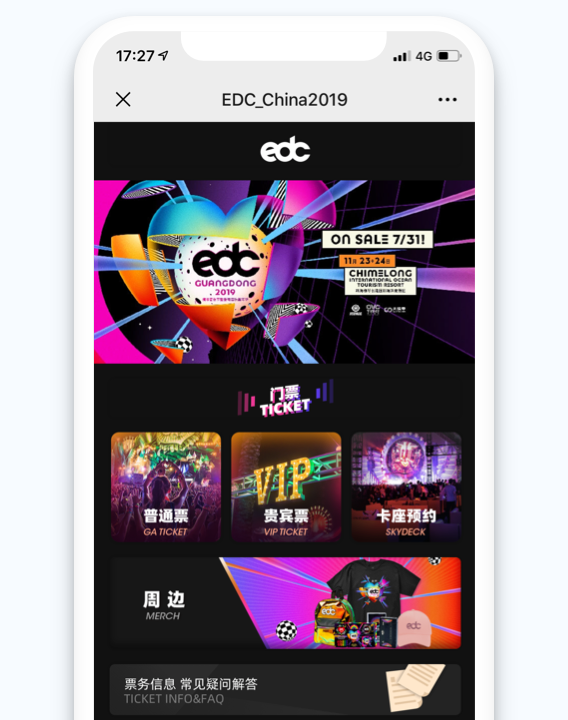 17:27
4G
EDC_China2019
edc
edc
GUANGDONG
. 2019
ON SALE 7/31!
11月 23-24日
CHIMELONG
INTERNATIONAL OCEAN
TOURISM RESORT
门票
TICKET
VIP
普通票
GA TICKET
贵宾票
VIP TICKET
卡座预约
SKYDECK
周边
MERCH
edc
edc
票务信息 常见疑问解答
TICKET INFO&FAQ